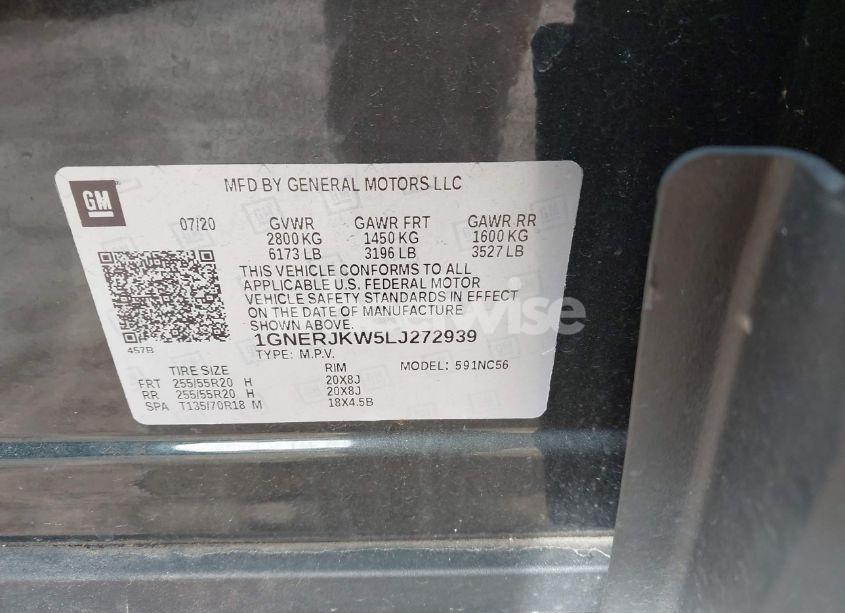 GM
MFD BY GENERAL MOTORS LLC
07/20 GVWR GAWR FRT GAWR RR
2800 KG 1450 KG 1600 KG
6173 LB 3196 LB 3527 LB
THIS VEHICLE CONFORMS TO ALL
APPLICABLE U.S. FEDERAL MOTOR
VEHICLE SAFETY STANDARDS IN EFFECT
ON THE DATE OF MANUFACTURE
SHOWN ABOVE.
457B
1GNERJKW5LJ272939
TYPE: M.P.V.
TIRE SIZE RIM MODEL: 591NC56
FRT 255/55R20 H 20X8J
RR 255/55R20 H 20X8J
SPA T135/70R18 M 18X4.5B